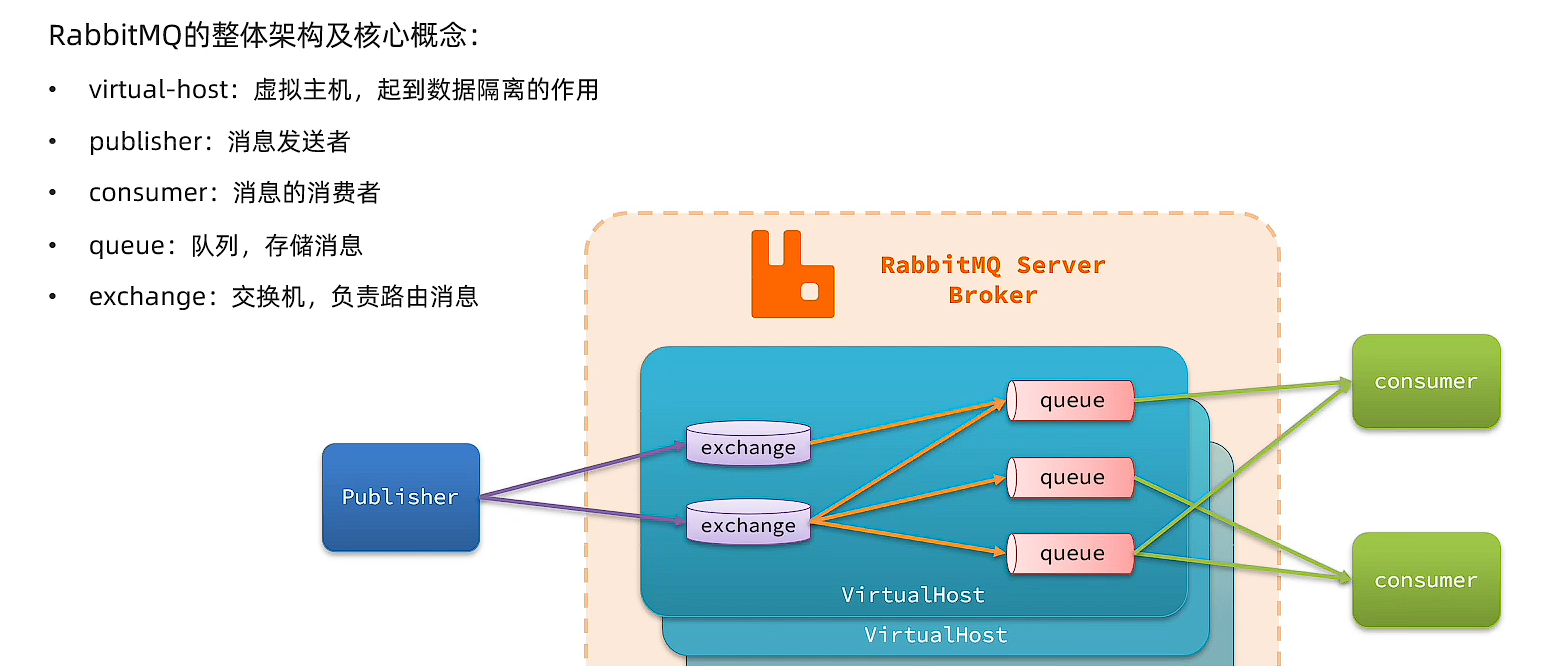 RabbitMQ的整体架构及核心概念：
• virtual-host：虚拟主机，起到数据隔离的作用
• publisher：消息发送者
• consumer：消息的消费者
• queue：队列，存储消息
• exchange：交换机，负责路由消息
RabbitMQ Server
Broker
consumer
queue
exchange
queue
Publisher
exchange
queue
consumer
VirtualHost
VirtualHost